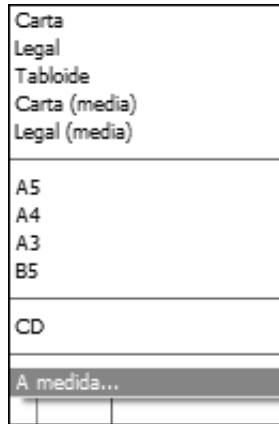 Carta
Legal
Tabloide
Carta (media)
Legal (media)
A5
A4
A3
B5
CD
A medida...